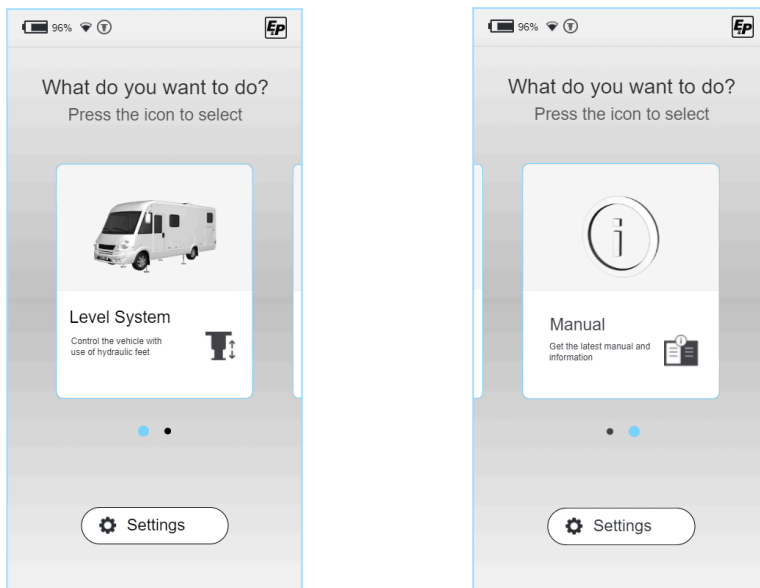 96%
E&P
What do you want to do?
Press the icon to select
Level System
Control the vehicle with
use of hydraulic feet
Settings
96%
E&P
What do you want to do?
Press the icon to select
i
Manual
Get the latest manual and
information
i
Settings